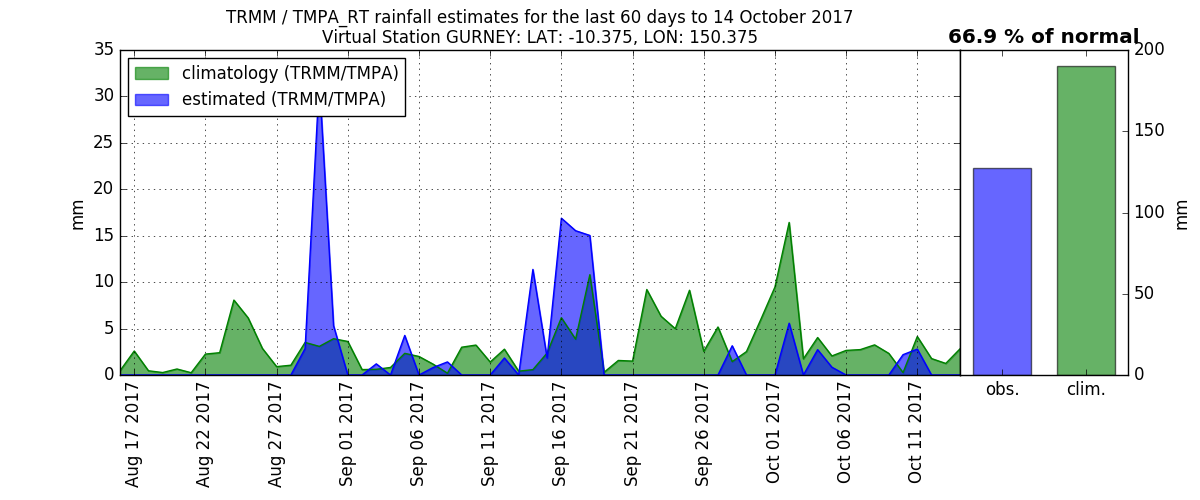 TRMM / TMPA_RT rainfall estimates for the last 60 days to 14 October 2017
Virtual Station GURNEY: LAT: -10.375, LON: 150.375
66.9 % of normal
climatology (TRMM/TMPA)
estimated (TRMM/TMPA)
mm
35
30
25
20
15
10
5
0
Aug 17 2017
Aug 22 2017
Aug 27 2017
Sep 01 2017
Sep 06 2017
Sep 11 2017
Sep 16 2017
Sep 21 2017
Sep 26 2017
Oct 01 2017
Oct 06 2017
Oct 11 2017
obs.
clim.
200
150
100
50
0
mm